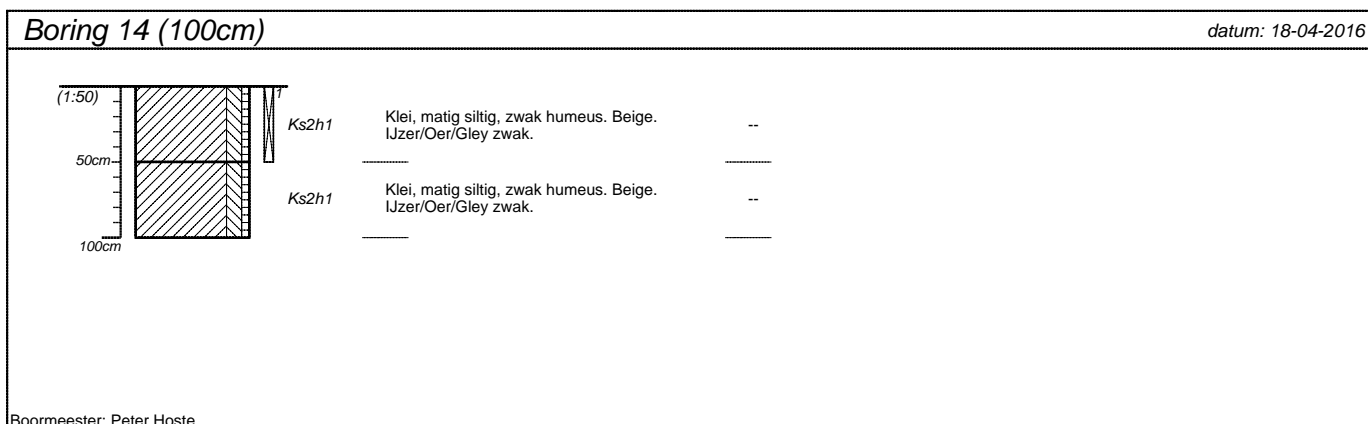 Boring 14 (100cm)
datum: 18-04-2016
(1:50)
1
Ks2h1
Klei, matig siltig, zwak humeus. Beige.
IJzer/Oer/Gley zwak.
--
50cm
Ks2h1
Klei, matig siltig, zwak humeus. Beige.
IJzer/Oer/Gley zwak.
--
100cm
Boormeester: Peter Hoste